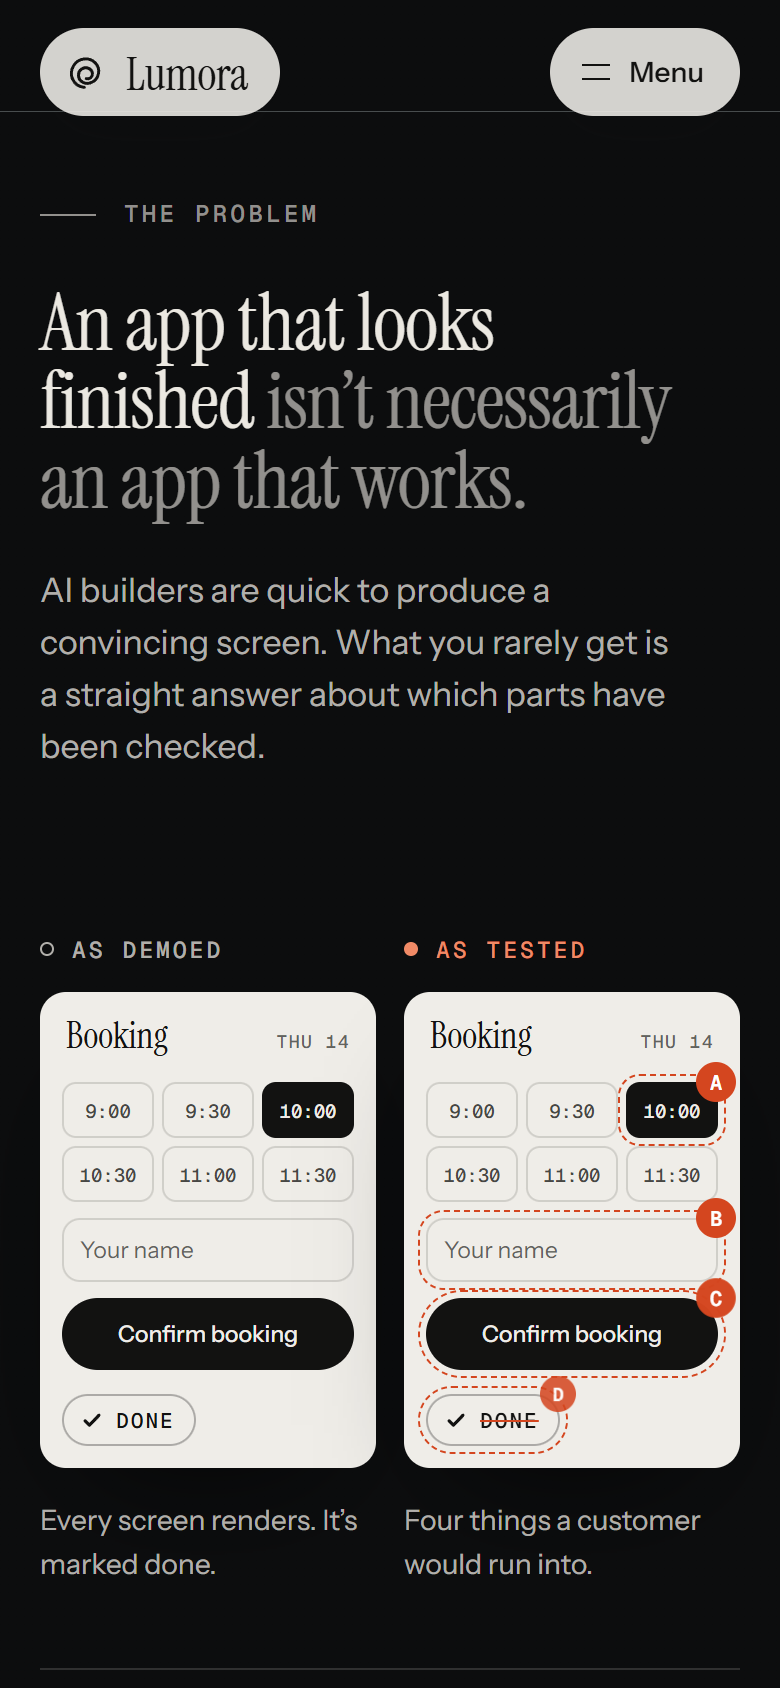 Lumora
Menu
THE PROBLEM
An app that looks
finished isn’t necessarily
an app that works.
AI builders are quick to produce a
convincing screen. What you rarely get is
a straight answer about which parts have
been checked.
AS DEMOED
Booking
THU 14
9:00 9:30 10:00
10:30 11:00 11:30
Your name
Confirm booking
DONE
Every screen renders. It’s
marked done.
AS TESTED
Booking
THU 14
A
9:00 9:30 10:00
10:30 11:00 11:30
B
Your name
C
Confirm booking
D
DONE
Four things a customer
would run into.